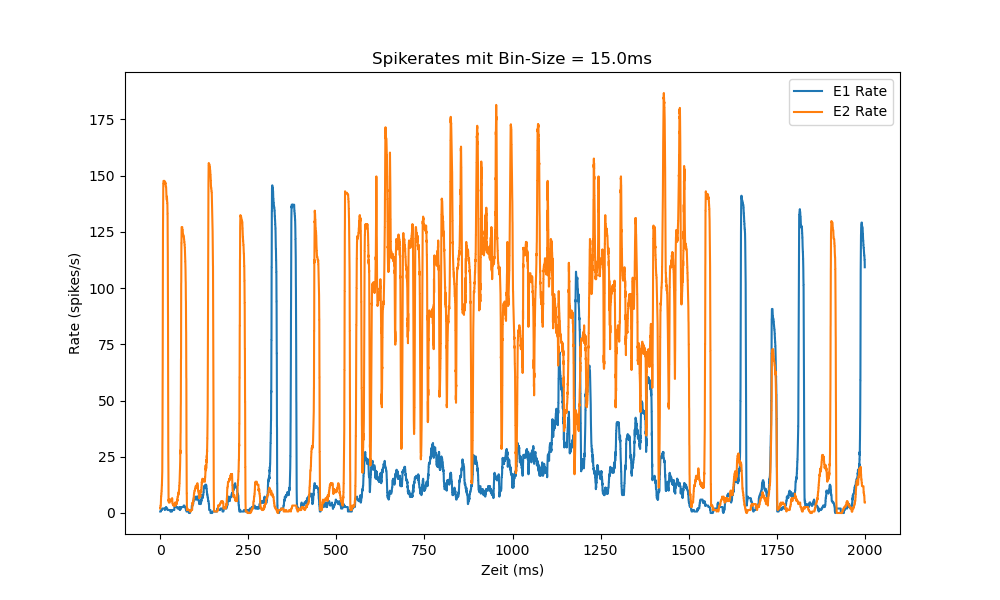 Spikerates mit Bin-Size = 15.0ms
E1 Rate
E2 Rate
175
150
125
100
75
50
25
0
Rate (spikes/s)
0 250 500 750 1000 1250 1500 1750 2000
Zeit (ms)